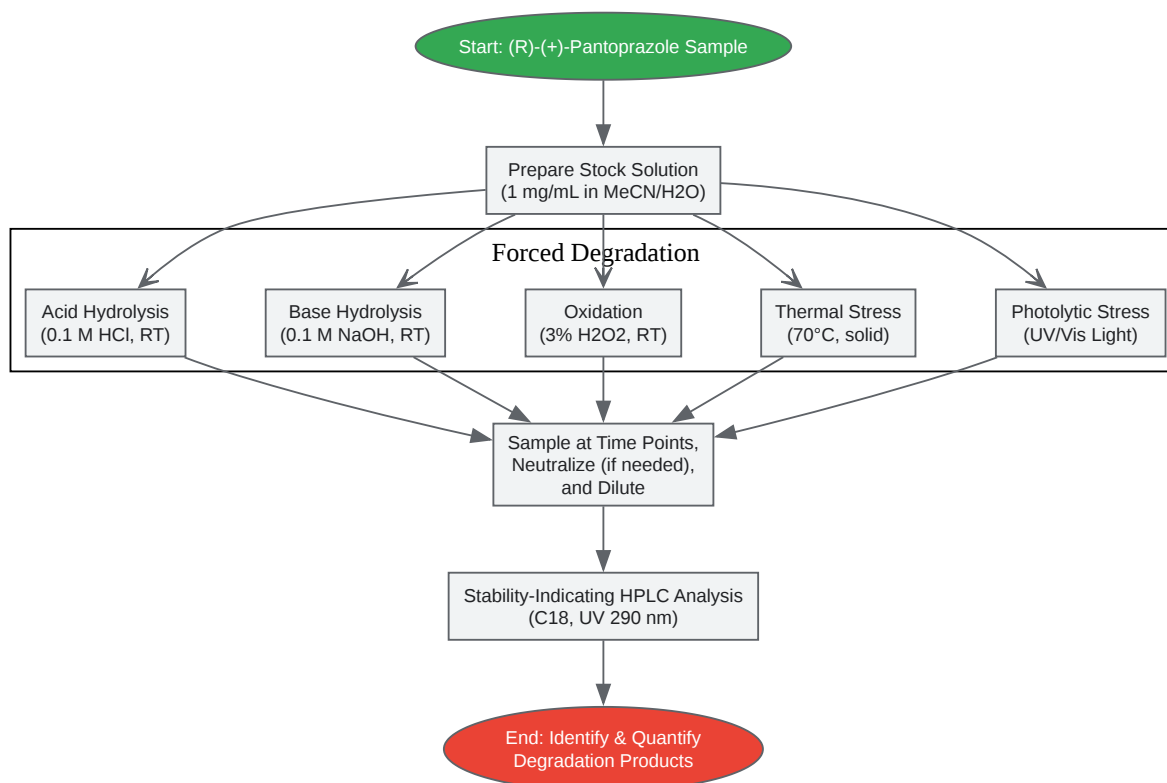 Start: (R)-(+)-Pantoprazole Sample
Prepare Stock Solution
(1 mg/mL in MeCN/H2O)
Forced Degradation
Acid Hydrolysis
(0.1 M HCl, RT)
Base Hydrolysis
(0.1 M NaOH, RT)
Oxidation
(3% H2O2, RT)
Thermal Stress
(70°C, solid)
Photolytic Stress
(UV/Vis Light)
Sample at Time Points,
Neutralize (if needed),
and Dilute
Stability-Indicating HPLC Analysis
(C18, UV 290 nm)
End: Identify & Quantify
Degradation Products